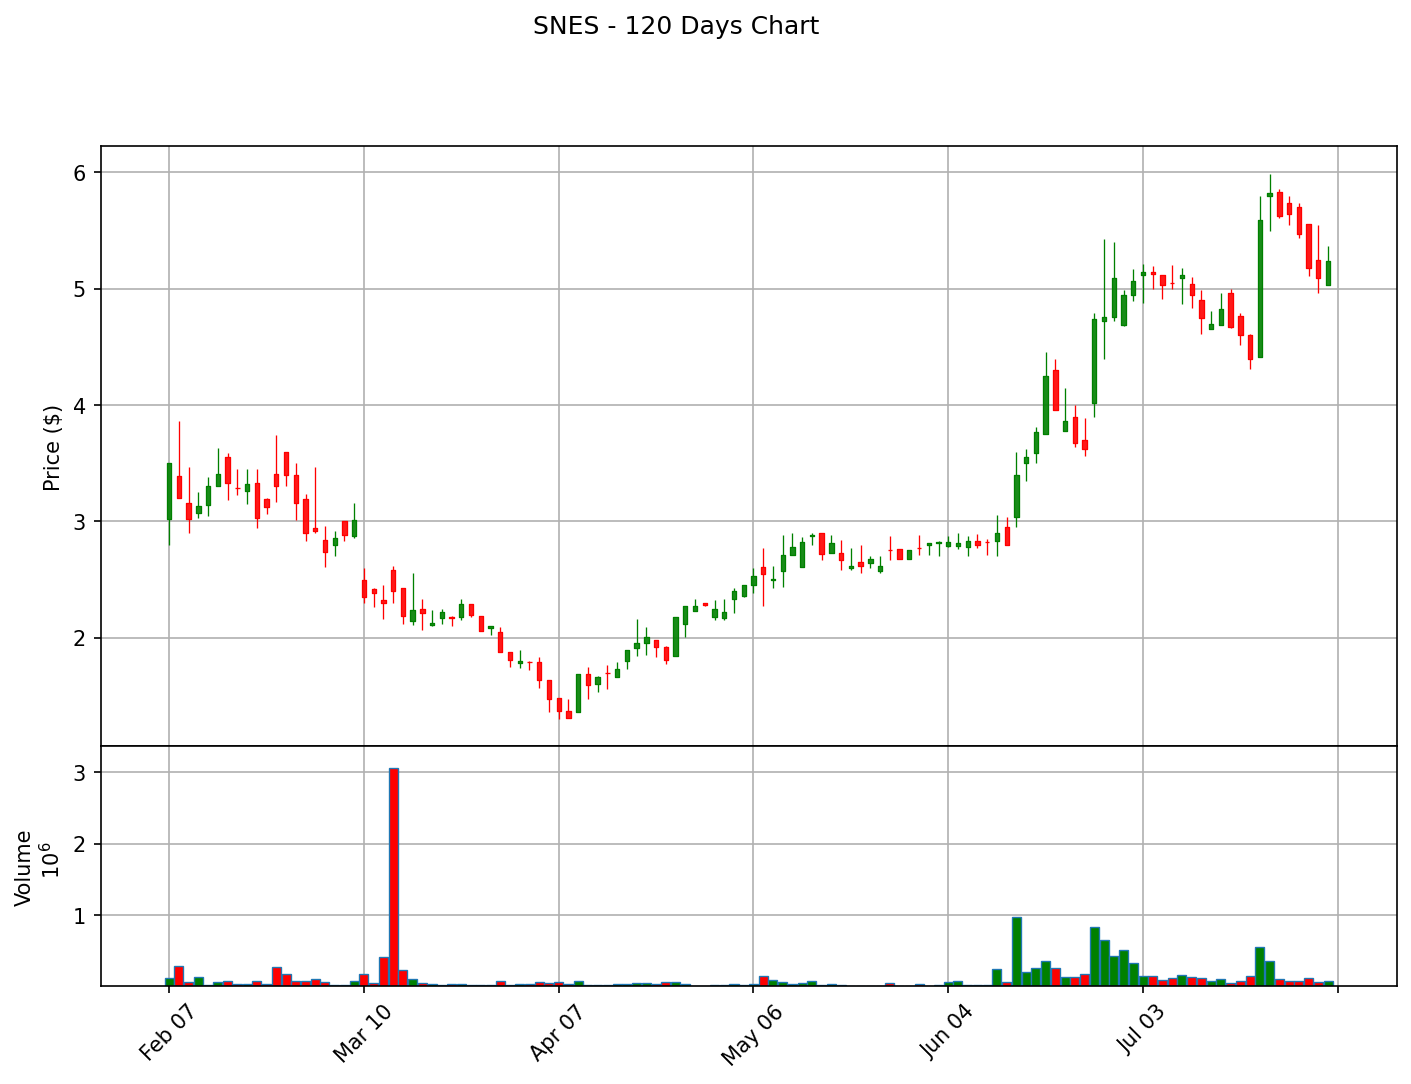 SNES - 120 Days Chart
Price ($)
6
5
4
3
2
Volume
10⁶
3
2
1
Feb 07
Mar 10
Apr 07
May 06
Jun 04
Jul 03